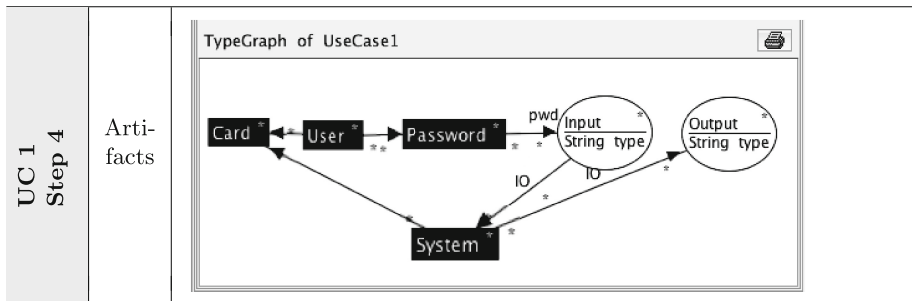 UC 1
Step 4
Arti-
facts
TypeGraph of UseCase1
Card *
* User *
**
Password *
* *
pwd
Input *
String type
Output *
String type
IO
IO
*
*
*
*
*
System *